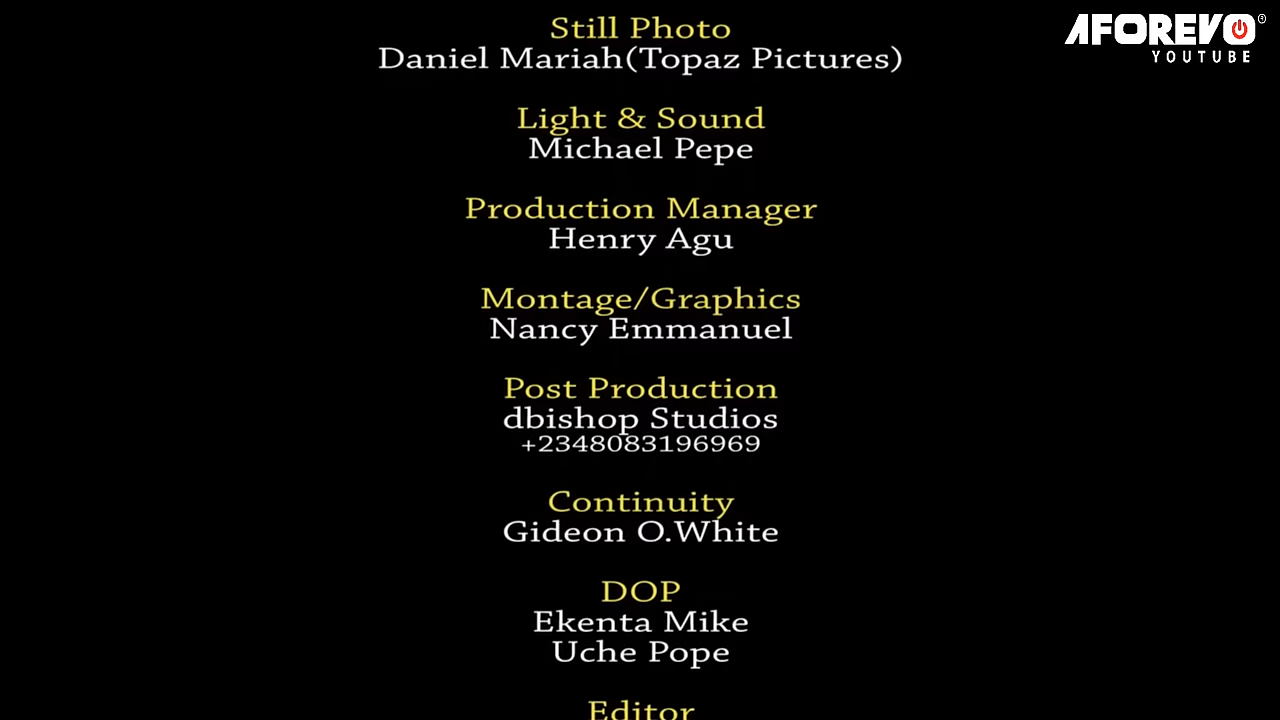 AFOREVO
YOUTUBE
Still Photo
Daniel Mariah(Topaz Pictures)
Light & Sound
Michael Pepe
Production Manager
Henry Agu
Montage/Graphics
Nancy Emmanuel
Post Production
dbishop Studios
+2348083196969
Continuity
Gideon O.White
DOP
Ekenta Mike
Uche Pope
Editor